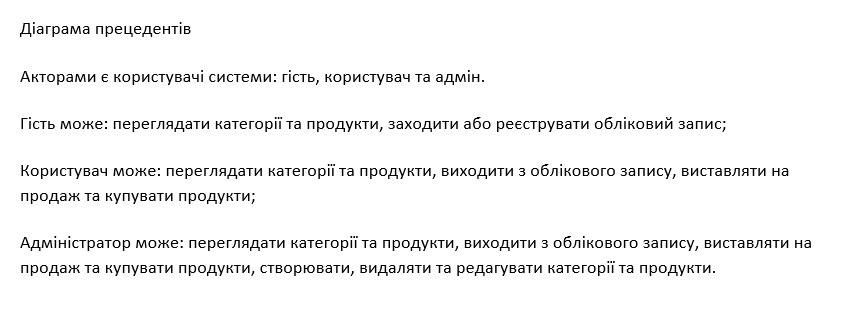 Діаграма прецедентів
Акторами є користувачі системи: гість, користувач та адмін.
Гість може: переглядати категорії та продукти, заходити або реєструвати обліковий запис;
Користувач може: переглядати категорії та продукти, виходити з облікового запису, виставляти на
продаж та купувати продукти;
Адміністратор може: переглядати категорії та продукти, виходити з облікового запису, виставляти на
продаж та купувати продукти, створювати, видаляти та редагувати категорії та продукти.